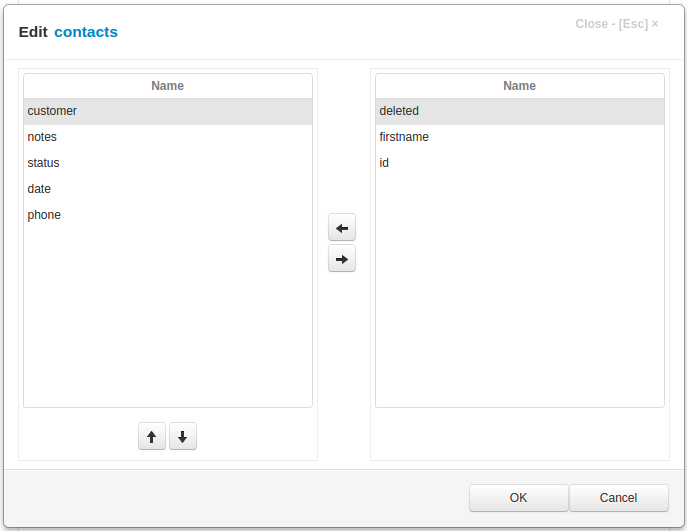 Edit contacts
Close - [Esc] ×
Name
customer
notes
status
date
phone
Name
deleted
firstname
id
OK
Cancel